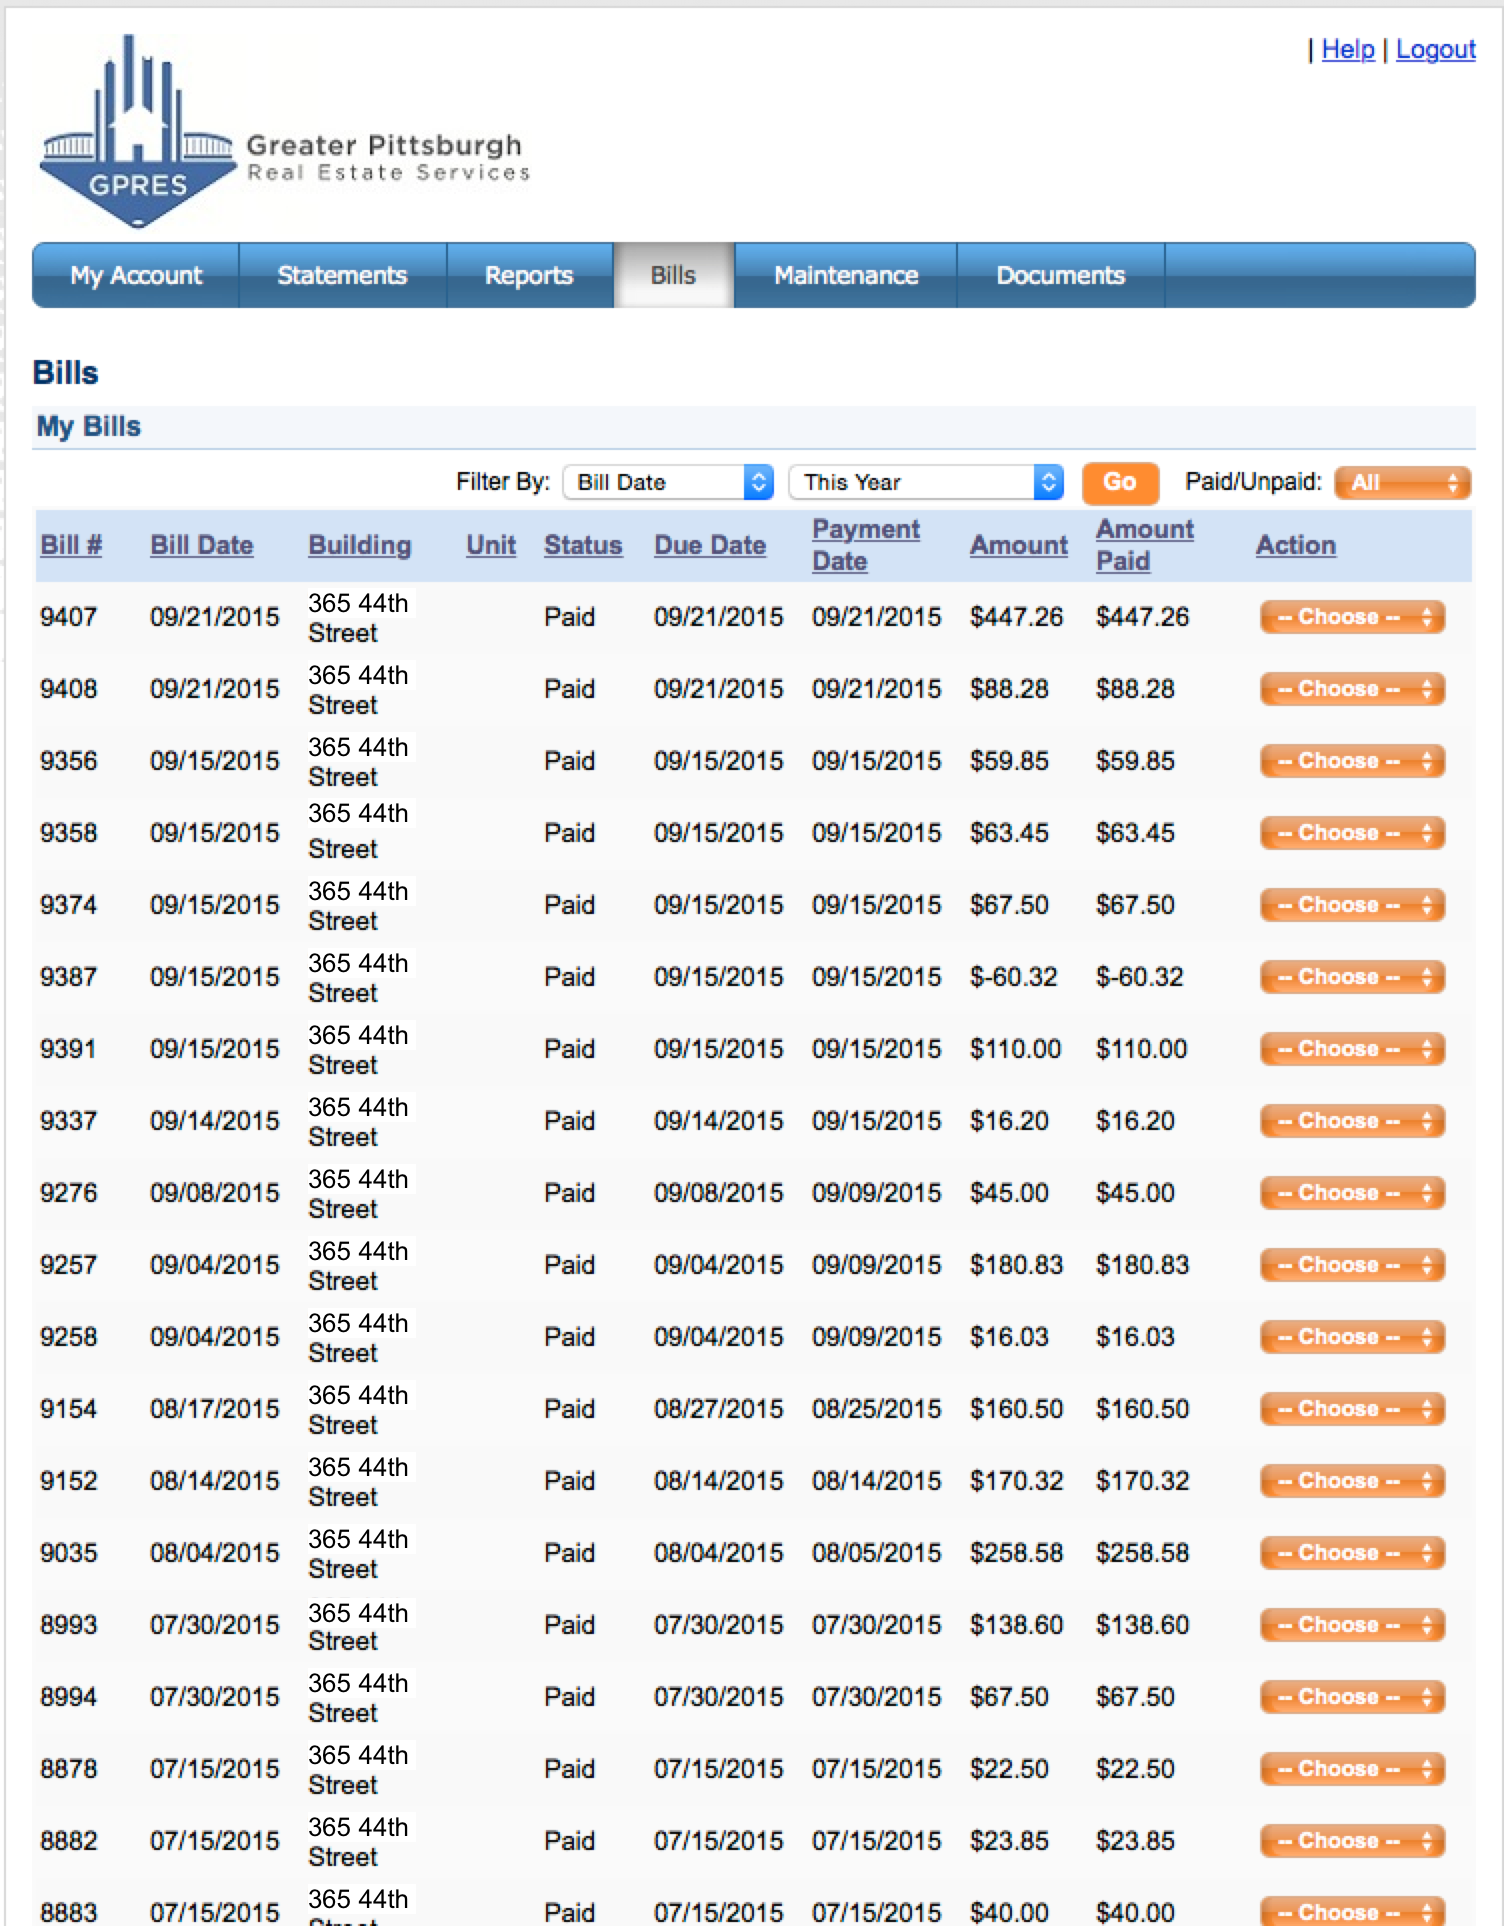 | Help | Logout
GPRES
Greater Pittsburgh
Real Estate Services
My Account Statements Reports Bills Maintenance Documents
Bills
My Bills
Filter By: Bill Date This Year Go Paid/Unpaid: All
Bill # Bill Date Building Unit Status Due Date Payment Date Amount Amount Paid Action
9407 09/21/2015 365 44th Street Paid 09/21/2015 09/21/2015 $447.26 $447.26 -- Choose --
9408 09/21/2015 365 44th Street Paid 09/21/2015 09/21/2015 $88.28 $88.28 -- Choose --
9356 09/15/2015 365 44th Street Paid 09/15/2015 09/15/2015 $59.85 $59.85 -- Choose --
9358 09/15/2015 365 44th Street Paid 09/15/2015 09/15/2015 $63.45 $63.45 -- Choose --
9374 09/15/2015 365 44th Street Paid 09/15/2015 09/15/2015 $67.50 $67.50 -- Choose --
9387 09/15/2015 365 44th Street Paid 09/15/2015 09/15/2015 $-60.32 $-60.32 -- Choose --
9391 09/15/2015 365 44th Street Paid 09/15/2015 09/15/2015 $110.00 $110.00 -- Choose --
9337 09/14/2015 365 44th Street Paid 09/14/2015 09/15/2015 $16.20 $16.20 -- Choose --
9276 09/08/2015 365 44th Street Paid 09/08/2015 09/09/2015 $45.00 $45.00 -- Choose --
9257 09/04/2015 365 44th Street Paid 09/04/2015 09/09/2015 $180.83 $180.83 -- Choose --
9258 09/04/2015 365 44th Street Paid 09/04/2015 09/09/2015 $16.03 $16.03 -- Choose --
9154 08/17/2015 365 44th Street Paid 08/27/2015 08/25/2015 $160.50 $160.50 -- Choose --
9152 08/14/2015 365 44th Street Paid 08/14/2015 08/14/2015 $170.32 $170.32 -- Choose --
9035 08/04/2015 365 44th Street Paid 08/04/2015 08/05/2015 $258.58 $258.58 -- Choose --
8993 07/30/2015 365 44th Street Paid 07/30/2015 07/30/2015 $138.60 $138.60 -- Choose --
8994 07/30/2015 365 44th Street Paid 07/30/2015 07/30/2015 $67.50 $67.50 -- Choose --
8878 07/15/2015 365 44th Street Paid 07/15/2015 07/15/2015 $22.50 $22.50 -- Choose --
8882 07/15/2015 365 44th Street Paid 07/15/2015 07/15/2015 $23.85 $23.85 -- Choose --
8883 07/15/2015 365 44th Street Paid 07/15/2015 07/15/2015 $40.00 $40.00 -- Choose --